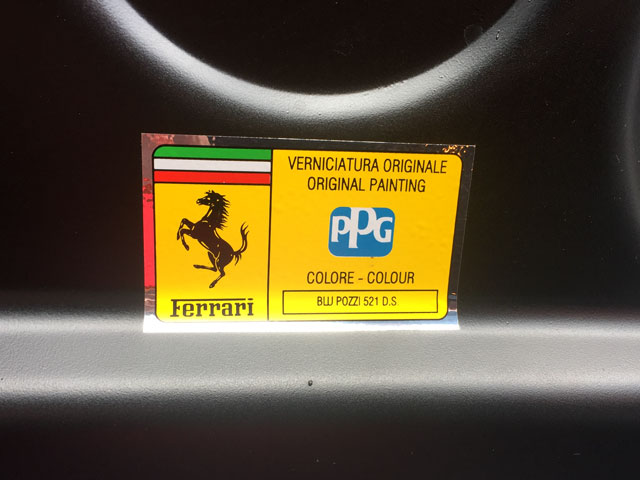 VERNICIATURA ORIGINALE
ORIGINAL PAINTING
PPG
COLORE - COLOUR
BLU POZZI 521 D.S
Ferrari